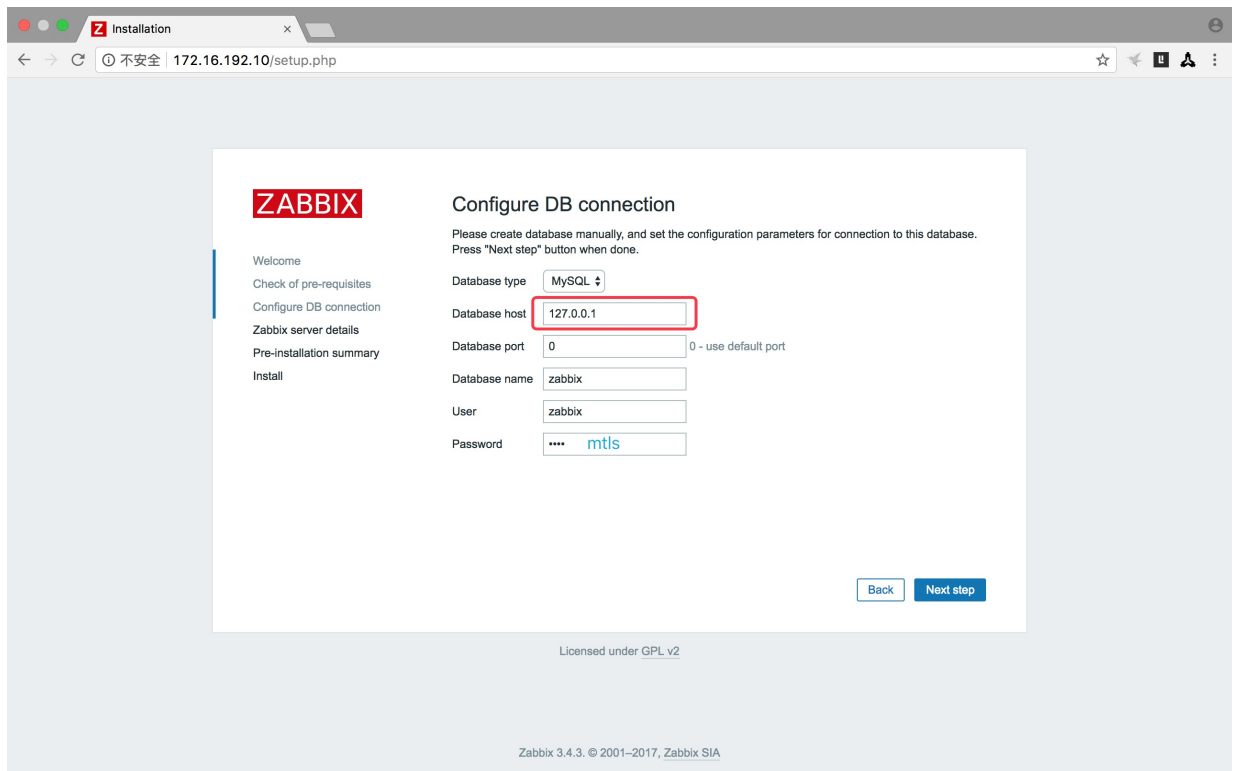 Z Installation ×
不安全 172.16.192.10/setup.php
ZABBIX
Welcome
Check of pre-requisites
Configure DB connection
Zabbix server details
Pre-installation summary
Install
Configure DB connection
Please create database manually, and set the configuration parameters for connection to this database.
Press "Next step" button when done.
Database type MySQL
Database host 127.0.0.1
Database port 0 0 - use default port
Database name zabbix
User zabbix
Password •••• mtls
Back Next step
Licensed under GPL v2
Zabbix 3.4.3. © 2001–2017, Zabbix SIA